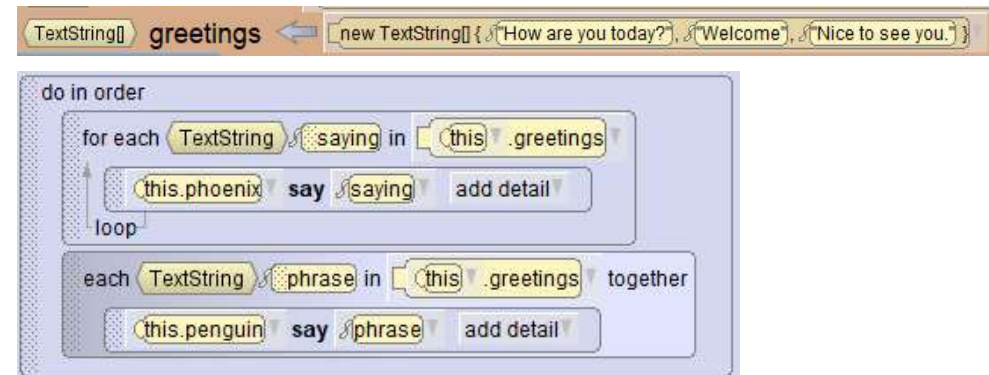 TextString[] greetings new TextString[] { "How are you today?", "Welcome", "Nice to see you." }
do in order
for each TextString saying in this .greetings
this.phoenix say saying add detail
loop
each TextString phrase in this .greetings together
this.penguin say phrase add detail